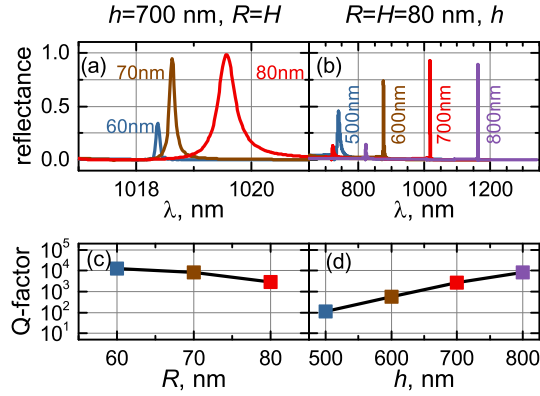 h=700 nm, R=H
R=H=80 nm, h
reflectance
1.0
0.5
0.0
(a)
70nm
80nm
60nm
(b)
500nm
600nm
700nm
800nm
1018
1020
800
1000
1200
λ, nm
λ, nm
Q-factor
10^5
10^4
10^3
10^2
10^1
(c)
(d)
60
70
80
500
600
700
800
R, nm
h, nm